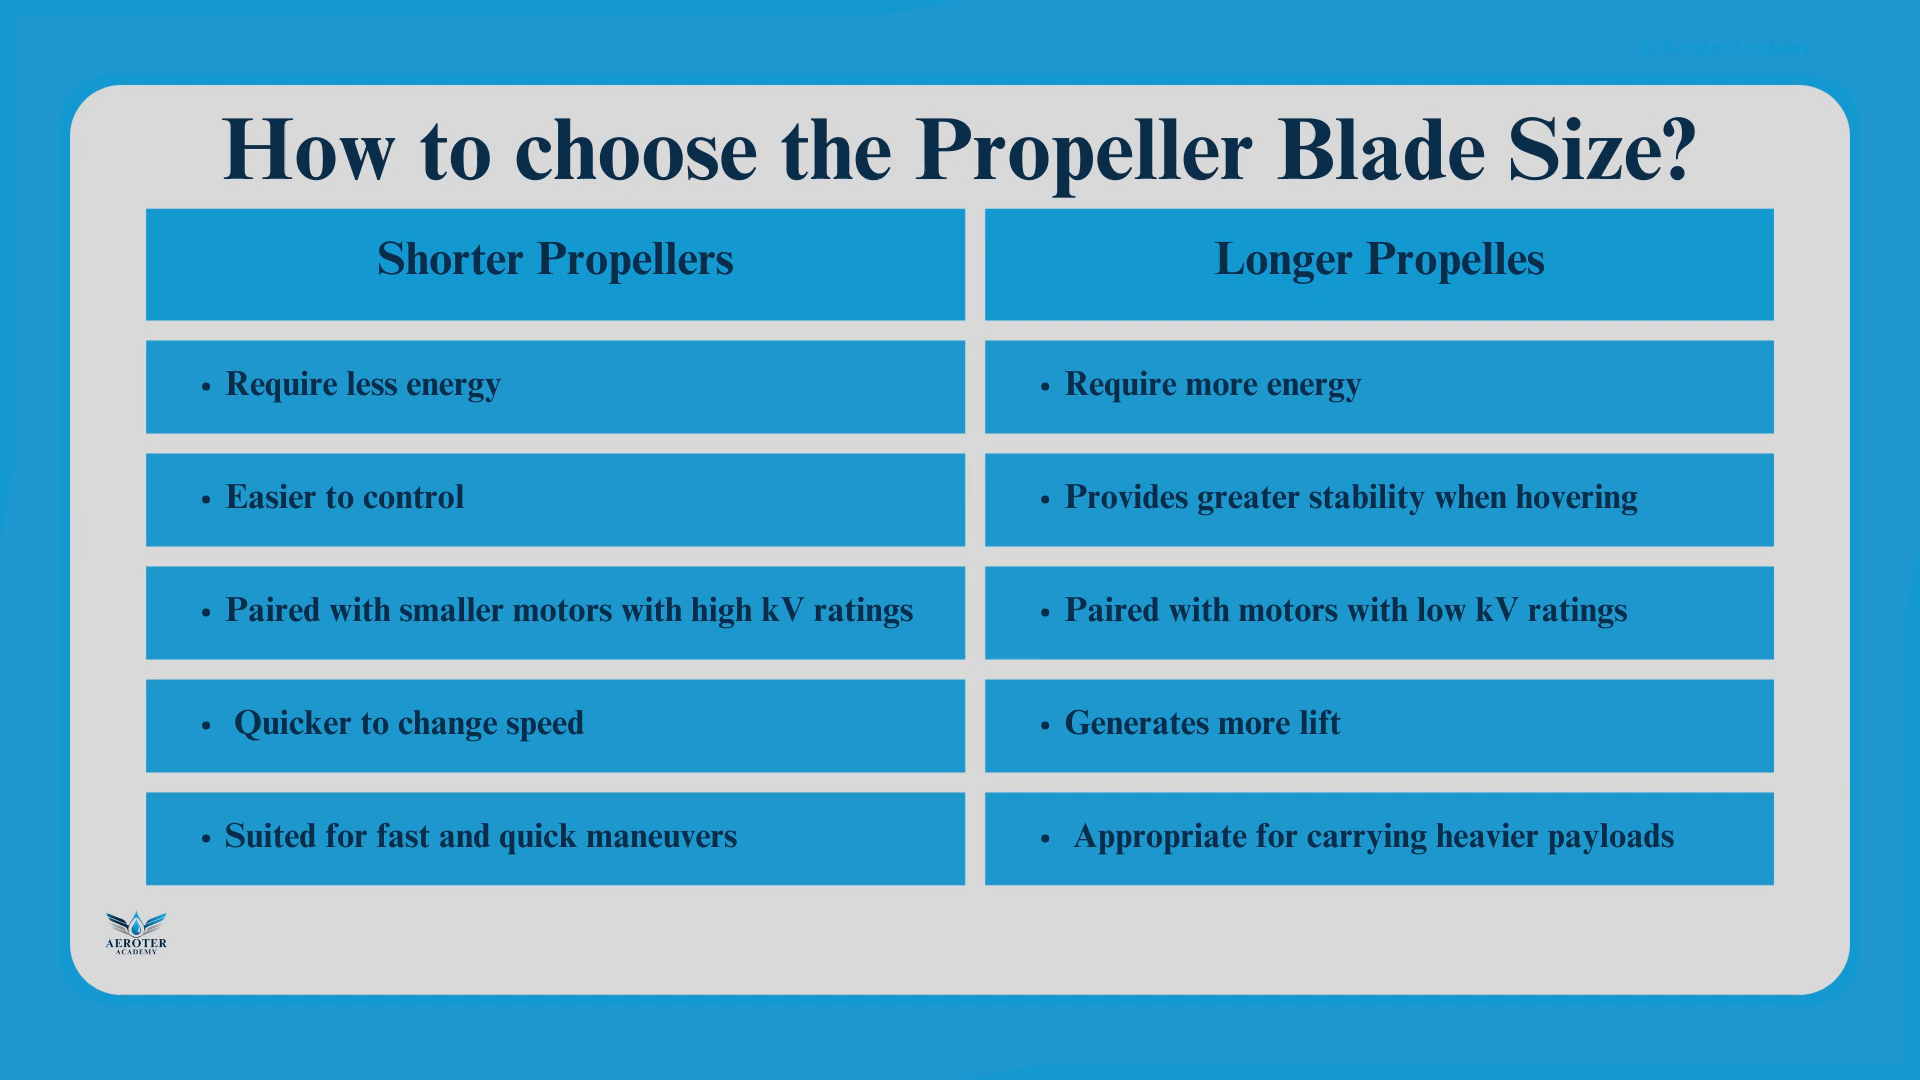 How to choose the Propeller Blade Size?
Shorter Propellers
Longer Propelles
• Require less energy
• Require more energy
• Easier to control
• Provides greater stability when hovering
• Paired with smaller motors with high kV ratings
• Paired with motors with low kV ratings
• Quicker to change speed
• Generates more lift
• Suited for fast and quick maneuvers
• Appropriate for carrying heavier payloads
AEROTER
ACADEMY